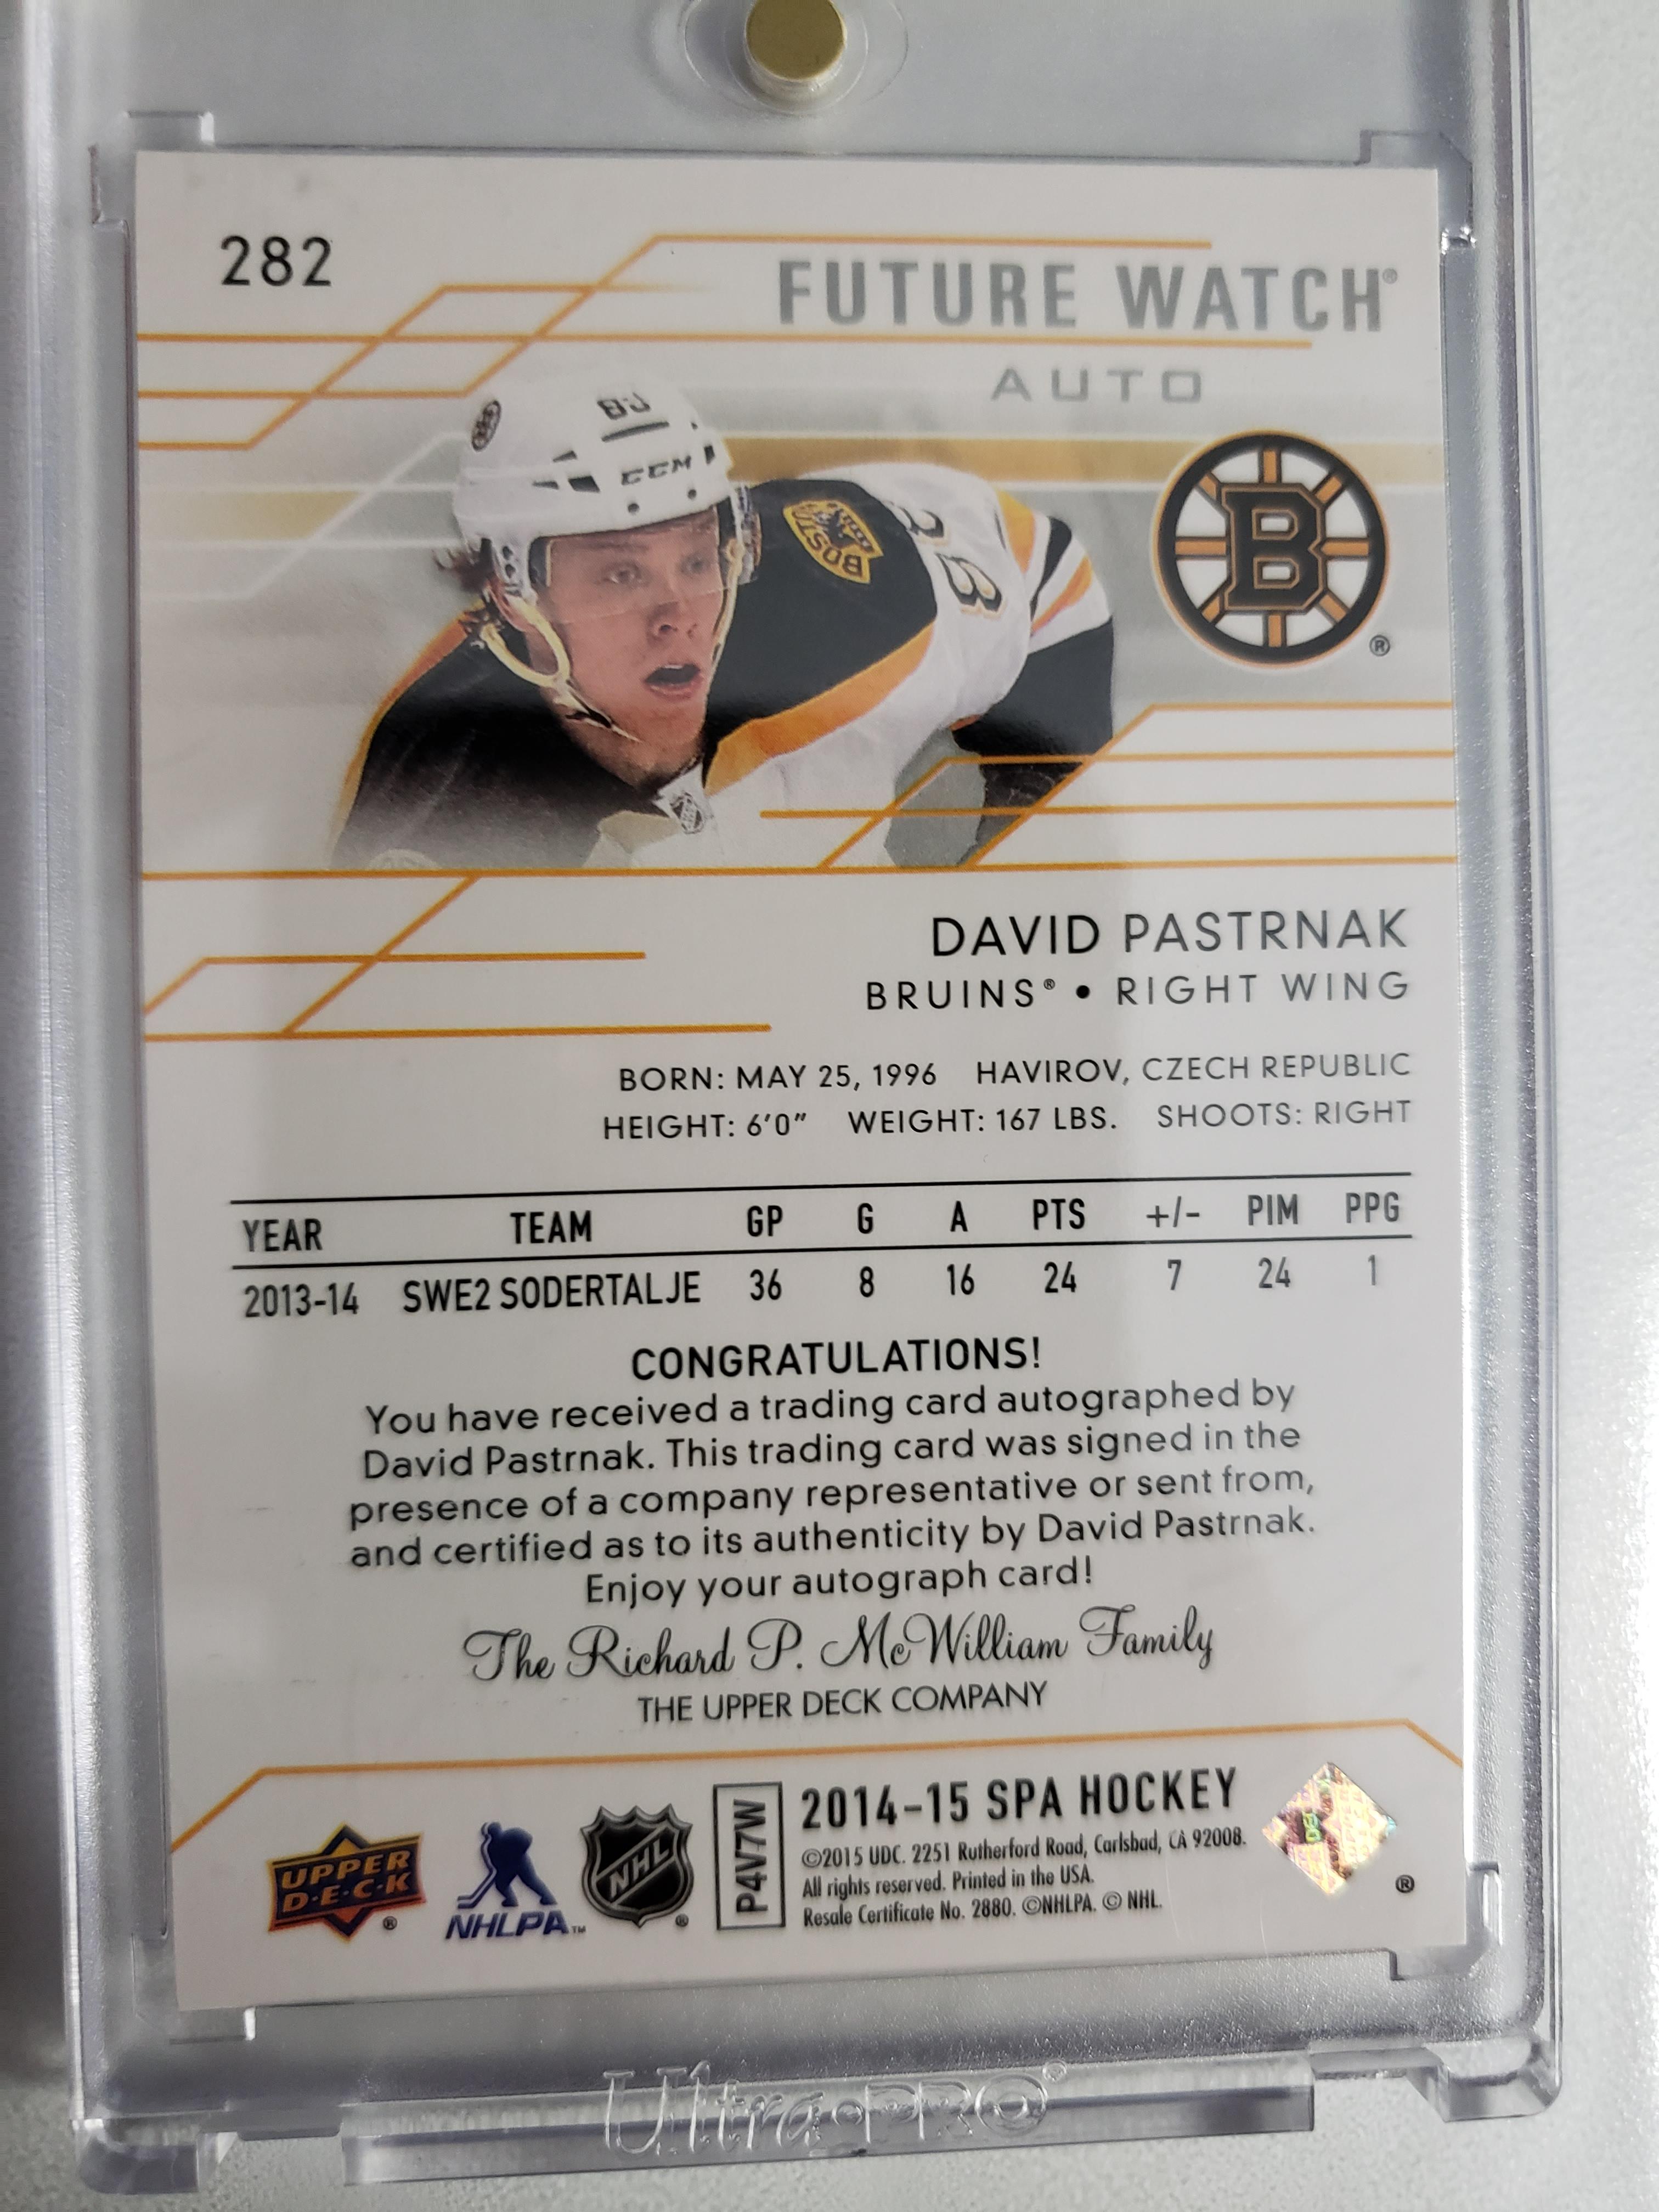 282
FUTURE WATCH®
AUTO
CCM
BOST
88
B
®
DAVID PASTRNAK
BRUINS® • RIGHT WING
BORN: MAY 25, 1996 HAVIROV, CZECH REPUBLIC
HEIGHT: 6'0" WEIGHT: 167 LBS. SHOOTS: RIGHT
YEAR TEAM GP G A PTS +/- PIM PPG
2013-14 SWE2 SODERTALJE 36 8 16 24 7 24 1
CONGRATULATIONS!
You have received a trading card autographed by
David Pastrnak. This trading card was signed in the
presence of a company representative or sent from,
and certified as to its authenticity by David Pastrnak.
Enjoy your autograph card!
The Richard P. McWilliam Family
THE UPPER DECK COMPANY
UPPER
D·E·C·K
®
NHLPA™
NHL
®
P4V7W
2014-15 SPA HOCKEY
©2015 UDC. 2251 Rutherford Road, Carlsbad, CA 92008.
All rights reserved. Printed in the USA.
Resale Certificate No. 2880. ©NHLPA. © NHL.
®
Ultra•PRO®